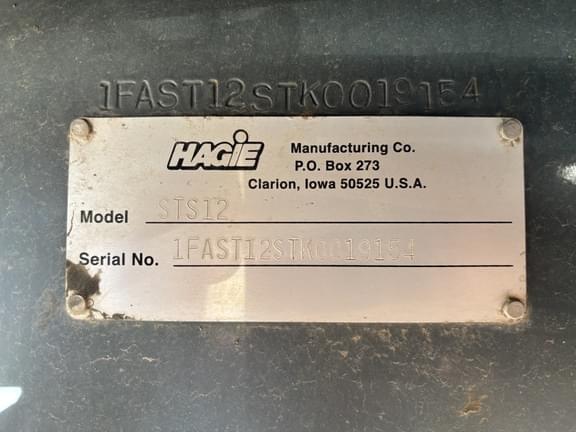 1FAST12STK0019154
HAGIE Manufacturing Co.
P.O. Box 273
Clarion, Iowa 50525 U.S.A.
Model STS12
Serial No. 1FAST12STK0019154